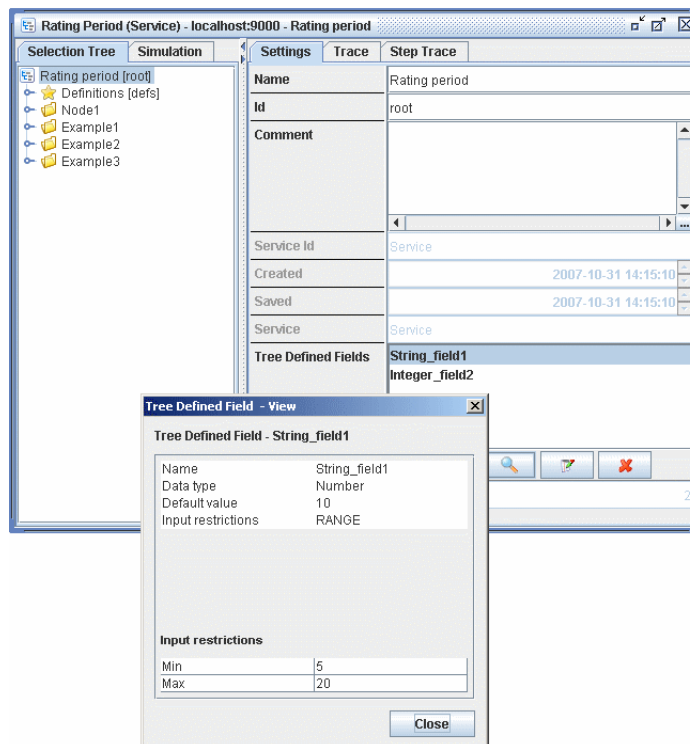 Rating Period (Service) - localhost:9000 - Rating period
Selection Tree Simulation
Rating period [root]
Definitions [defs]
Node1
Example1
Example2
Example3
Settings Trace Step Trace
Name Rating period
Id root
Comment
...
Service Id Service
Created 2007-10-31 14:15:10
Saved 2007-10-31 14:15:10
Service Service
Tree Defined Fields String_field1
Integer_field2
2
Tree Defined Field - View
Tree Defined Field - String_field1
Name String_field1
Data type Number
Default value 10
Input restrictions RANGE
Input restrictions
Min 5
Max 20
Close